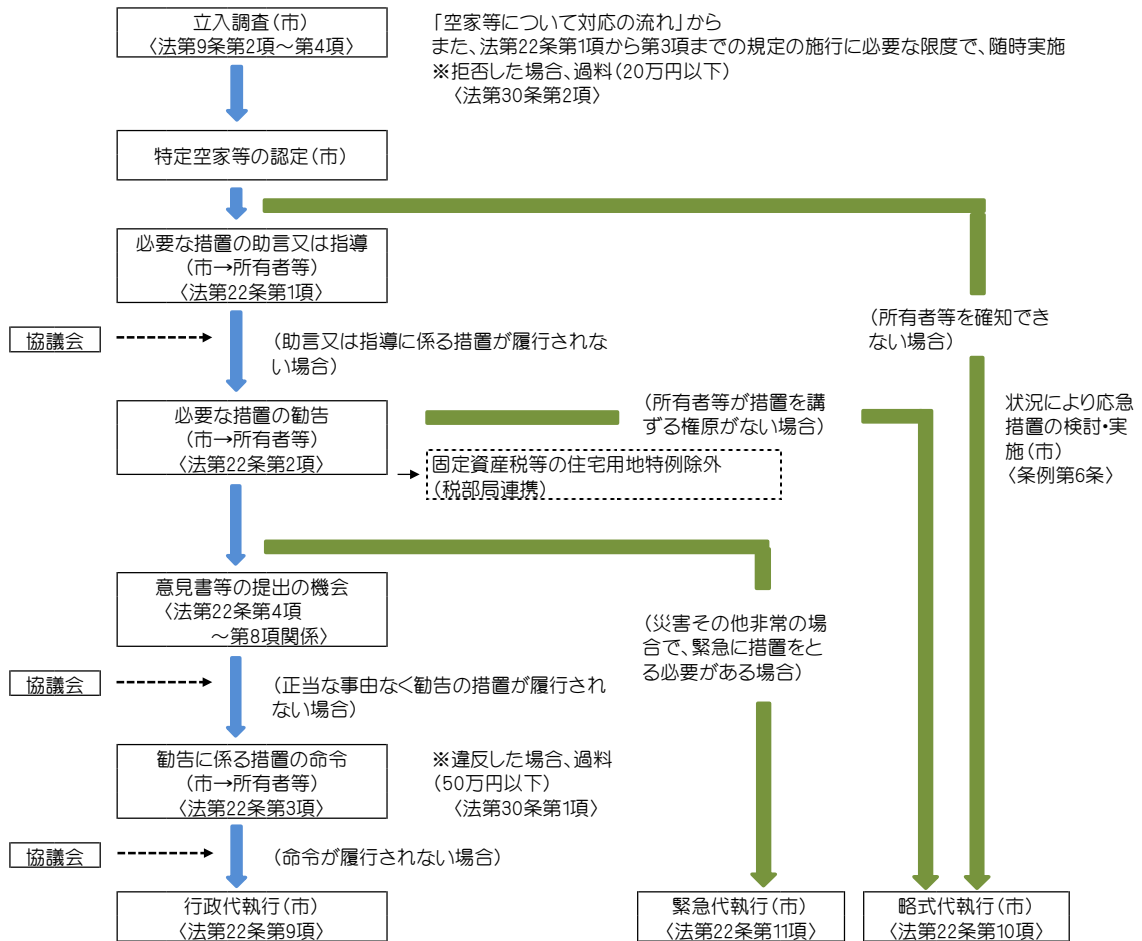 立入調査(市)
〈法第9条第2項～第4項〉
「空家等について対応の流れ」から
また、法第22条第1項から第3項までの規定の施行に必要な限度で、随時実施
※拒否した場合、過料(20万円以下)
〈法第30条第2項〉
特定空家等の認定(市)
必要な措置の助言又は指導
(市→所有者等)
〈法第22条第1項〉
協議会
(助言又は指導に係る措置が履行されな
い場合)
(所有者等を確知でき
ない場合)
必要な措置の勧告
(市→所有者等)
〈法第22条第2項〉
(所有者等が措置を講
ずる権原がない場合)
状況により応急
措置の検討・実
施(市)
〈条例第6条〉
固定資産税等の住宅用地特例除外
(税部局連携)
意見書等の提出の機会
〈法第22条第4項
～第8項関係〉
(災害その他非常の場
合で、緊急に措置をと
る必要がある場合)
協議会
(正当な事由なく勧告の措置が履行され
ない場合)
勧告に係る措置の命令
(市→所有者等)
〈法第22条第3項〉
※違反した場合、過料
(50万円以下)
〈法第30条第1項〉
協議会
(命令が履行されない場合)
行政代執行(市)
〈法第22条第9項〉
緊急代執行(市)
〈法第22条第11項〉
略式代執行(市)
〈法第22条第10項〉